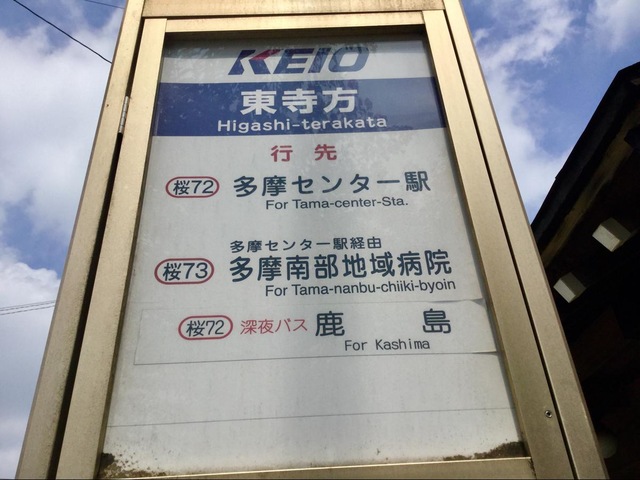 KEIO
東寺方
Higashi-terakata
行先
桜72 多摩センター駅
For Tama-center-Sta.
多摩センター駅経由
桜73 多摩南部地域病院
For Tama-nanbu-chiiki-byoin
桜72 深夜バス 鹿島
For Kashima